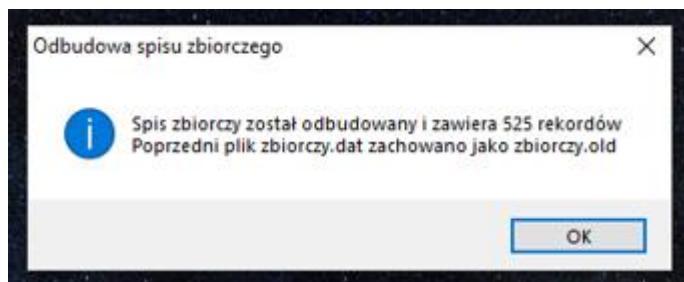 Odbudowa spisu zbiorczego
Spis zbiorczy został odbudowany i zawiera 525 rekordów
Poprzedni plik zbiorczy.dat zachowano jako zbiorczy.old
OK